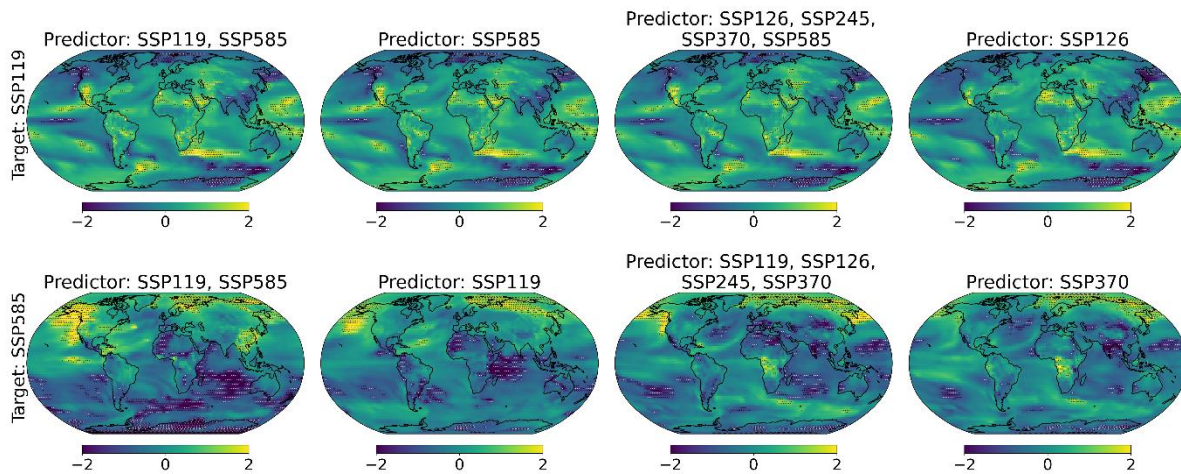 Predictor: SSP119, SSP585
Predictor: SSP585
Predictor: SSP126, SSP245,
SSP370, SSP585
Predictor: SSP126
Target: SSP119
−2 0 2
−2 0 2
−2 0 2
−2 0 2
Predictor: SSP119, SSP585
Predictor: SSP119
Predictor: SSP119, SSP126,
SSP245, SSP370
Predictor: SSP370
Target: SSP585
−2 0 2
−2 0 2
−2 0 2
−2 0 2